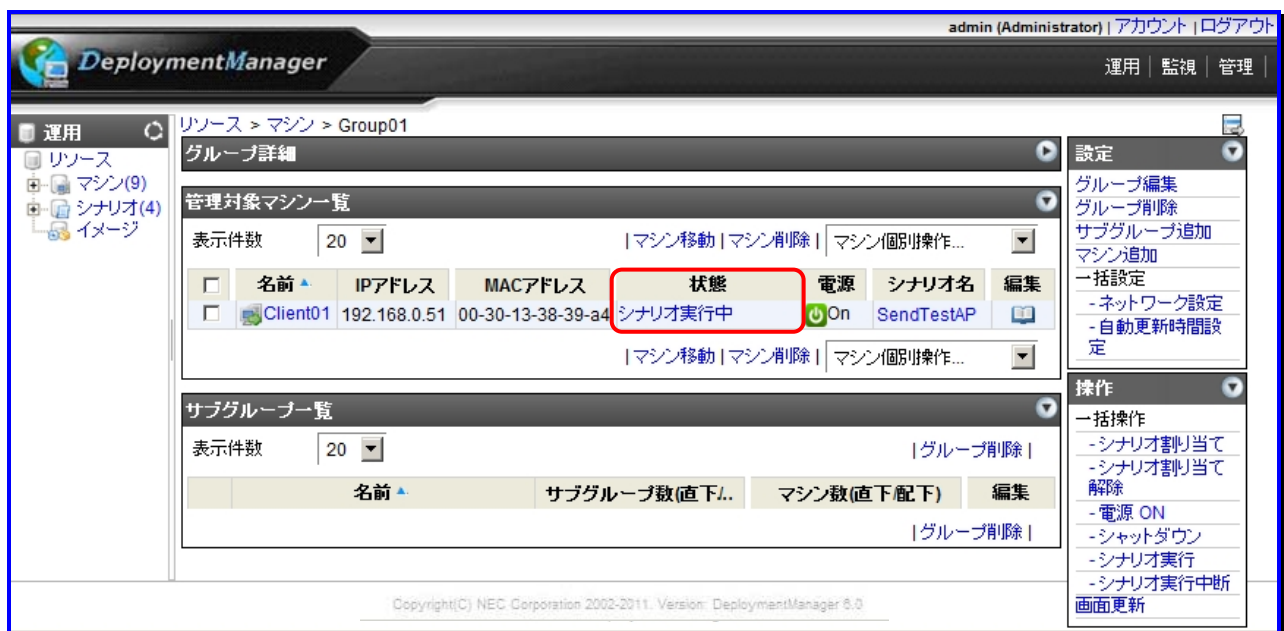 admin (Administrator) | アカウント | ログアウト
DeploymentManager
運用 | 監視 | 管理 |
運用
リソース
マシン(9)
シナリオ(4)
イメージ
リソース > マシン > Group01
グループ詳細
管理対象マシン一覧
表示件数 20 | マシン移動 | マシン削除 | マシン個別操作...
名前 IPアドレス MACアドレス 状態 電源 シナリオ名 編集
Client01 192.168.0.51 00-30-13-38-39-a4 シナリオ実行中 On SendTestAP
| マシン移動 | マシン削除 | マシン個別操作...
サブグループ一覧
表示件数 20 | グループ削除 |
名前 サブグループ数(直下/.. マシン数(直下/配下) 編集
| グループ削除 |
設定
グループ編集
グループ削除
サブグループ追加
マシン追加
一括設定
- ネットワーク設定
- 自動更新時間設
定
操作
一括操作
- シナリオ割り当て
- シナリオ割り当て
解除
- 電源 ON
- シャットダウン
- シナリオ実行
- シナリオ実行中断
画面更新
Copyright(C) NEC Corporation 2002-2011. Version: DeploymentManager 6.0